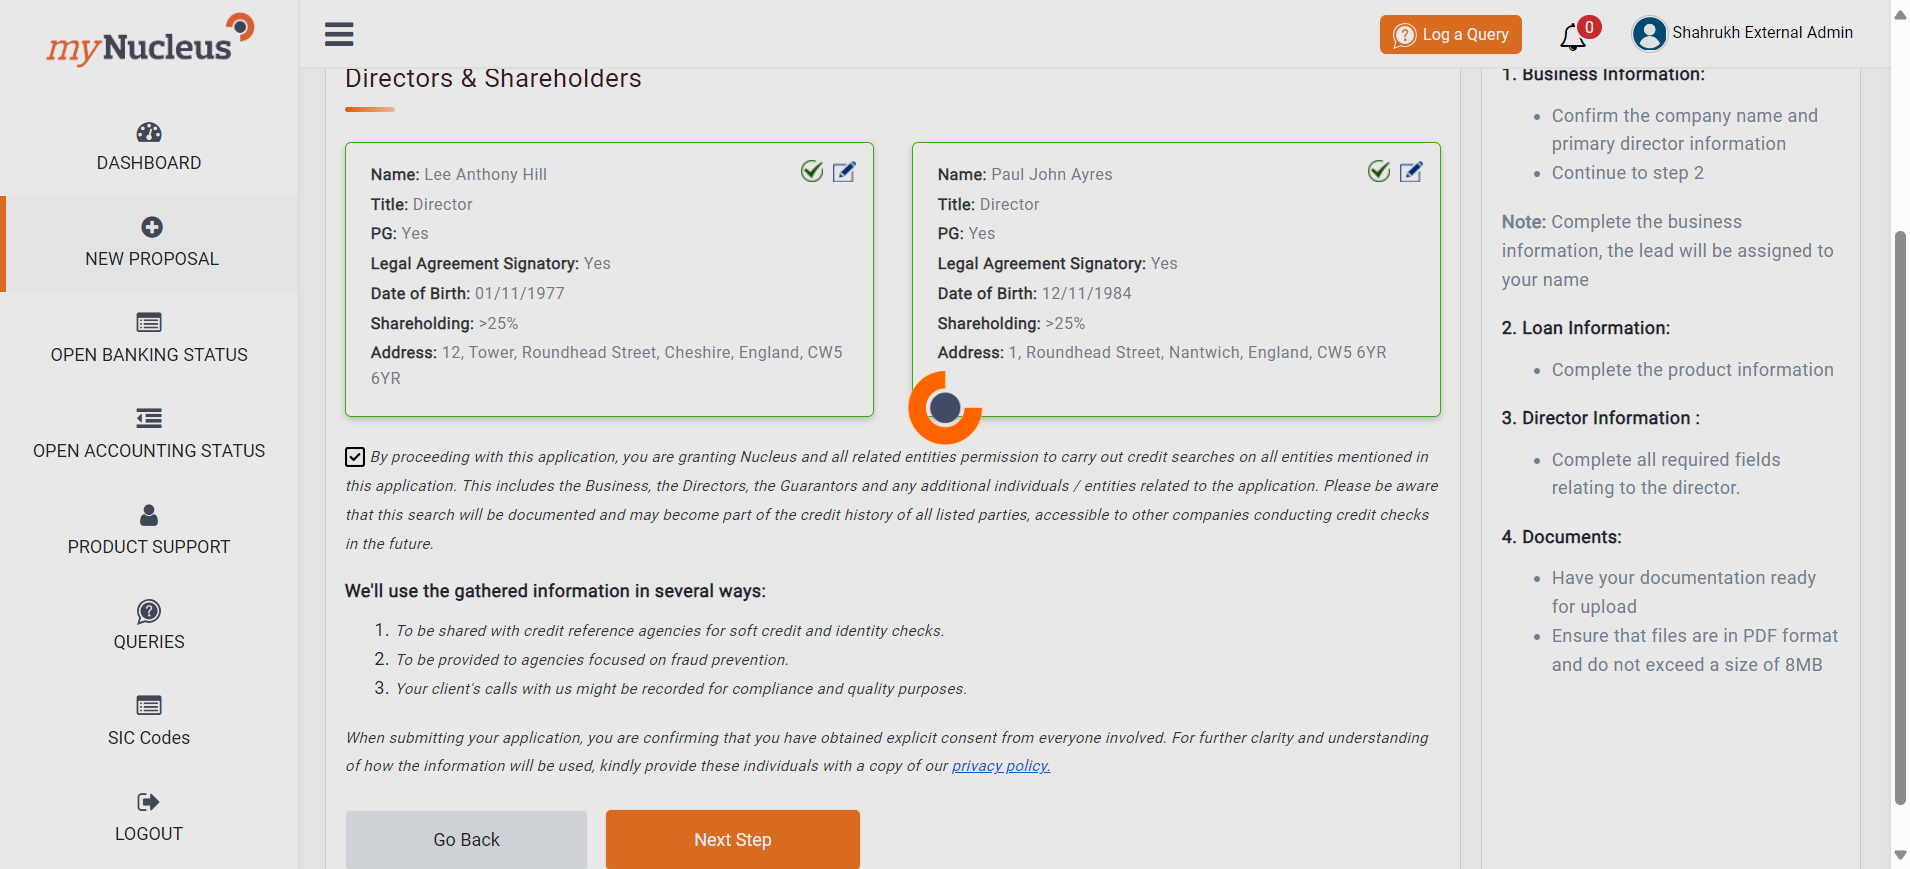 myNucleus
DASHBOARD
NEW PROPOSAL
OPEN BANKING STATUS
OPEN ACCOUNTING STATUS
PRODUCT SUPPORT
QUERIES
SIC Codes
LOGOUT
Log a Query
0
Shahrukh External Admin
Directors & Shareholders
Name: Lee Anthony Hill
Title: Director
PG: Yes
Legal Agreement Signatory: Yes
Date of Birth: 01/11/1977
Shareholding: >25%
Address: 12, Tower, Roundhead Street, Cheshire, England, CW5
6YR
Name: Paul John Ayres
Title: Director
PG: Yes
Legal Agreement Signatory: Yes
Date of Birth: 12/11/1984
Shareholding: >25%
Address: 1, Roundhead Street, Nantwich, England, CW5 6YR
By proceeding with this application, you are granting Nucleus and all related entities permission to carry out credit searches on all entities mentioned in
this application. This includes the Business, the Directors, the Guarantors and any additional individuals / entities related to the application. Please be aware
that this search will be documented and may become part of the credit history of all listed parties, accessible to other companies conducting credit checks
in the future.
We'll use the gathered information in several ways:
1. To be shared with credit reference agencies for soft credit and identity checks.
2. To be provided to agencies focused on fraud prevention.
3. Your client's calls with us might be recorded for compliance and quality purposes.
When submitting your application, you are confirming that you have obtained explicit consent from everyone involved. For further clarity and understanding
of how the information will be used, kindly provide these individuals with a copy of our privacy policy.
Go Back
Next Step
1. Business Information:
• Confirm the company name and
primary director information
• Continue to step 2
Note: Complete the business
information, the lead will be assigned to
your name
2. Loan Information:
• Complete the product information
3. Director Information :
• Complete all required fields
relating to the director.
4. Documents:
• Have your documentation ready
for upload
• Ensure that files are in PDF format
and do not exceed a size of 8MB